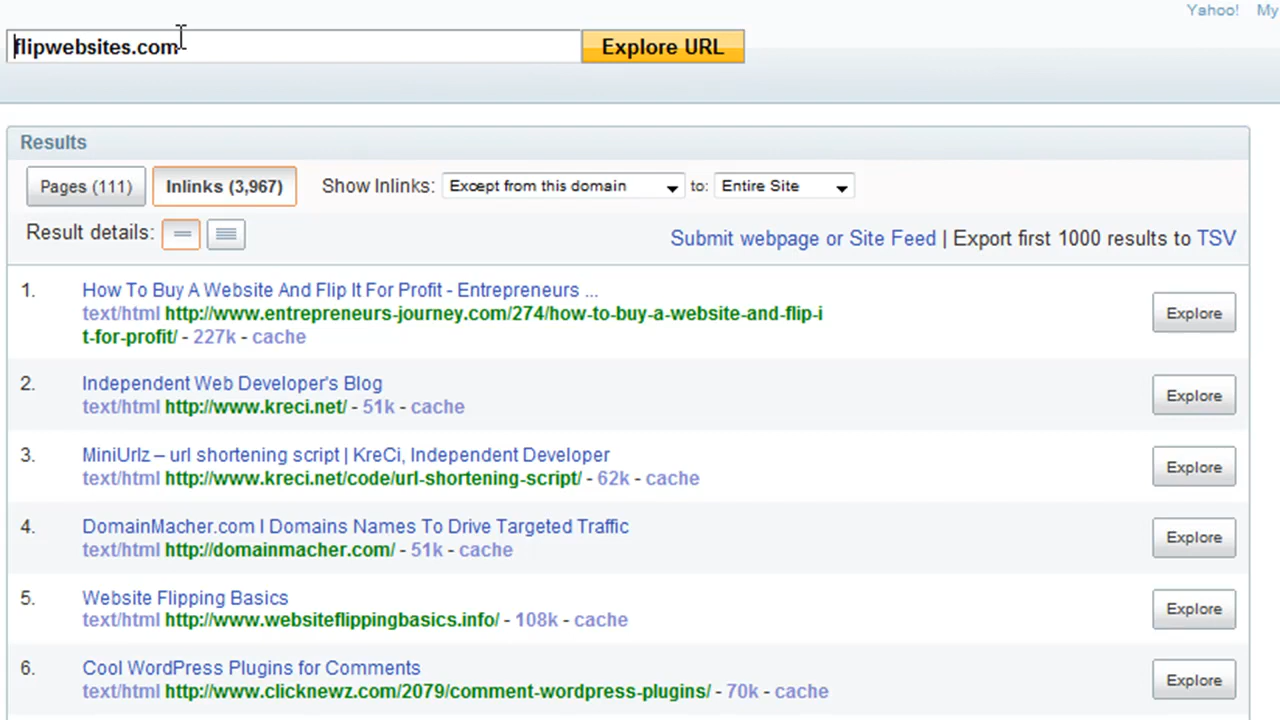 Yahoo! My
flipwebsites.com Explore URL
Results
Pages (111) Inlinks (3,967) Show Inlinks: Except from this domain to: Entire Site
Result details: Submit webpage or Site Feed | Export first 1000 results to TSV
1. How To Buy A Website And Flip It For Profit - Entrepreneurs ...
text/html http://www.entrepreneurs-journey.com/274/how-to-buy-a-website-and-flip-i Explore
t-for-profit/ - 227k - cache
2. Independent Web Developer's Blog Explore
text/html http://www.kreci.net/ - 51k - cache
3. MiniUrlz – url shortening script | KreCi, Independent Developer Explore
text/html http://www.kreci.net/code/url-shortening-script/ - 62k - cache
4. DomainMacher.com I Domains Names To Drive Targeted Traffic Explore
text/html http://domainmacher.com/ - 51k - cache
5. Website Flipping Basics Explore
text/html http://www.websiteflippingbasics.info/ - 108k - cache
6. Cool WordPress Plugins for Comments Explore
text/html http://www.clicknewz.com/2079/comment-wordpress-plugins/ - 70k - cache